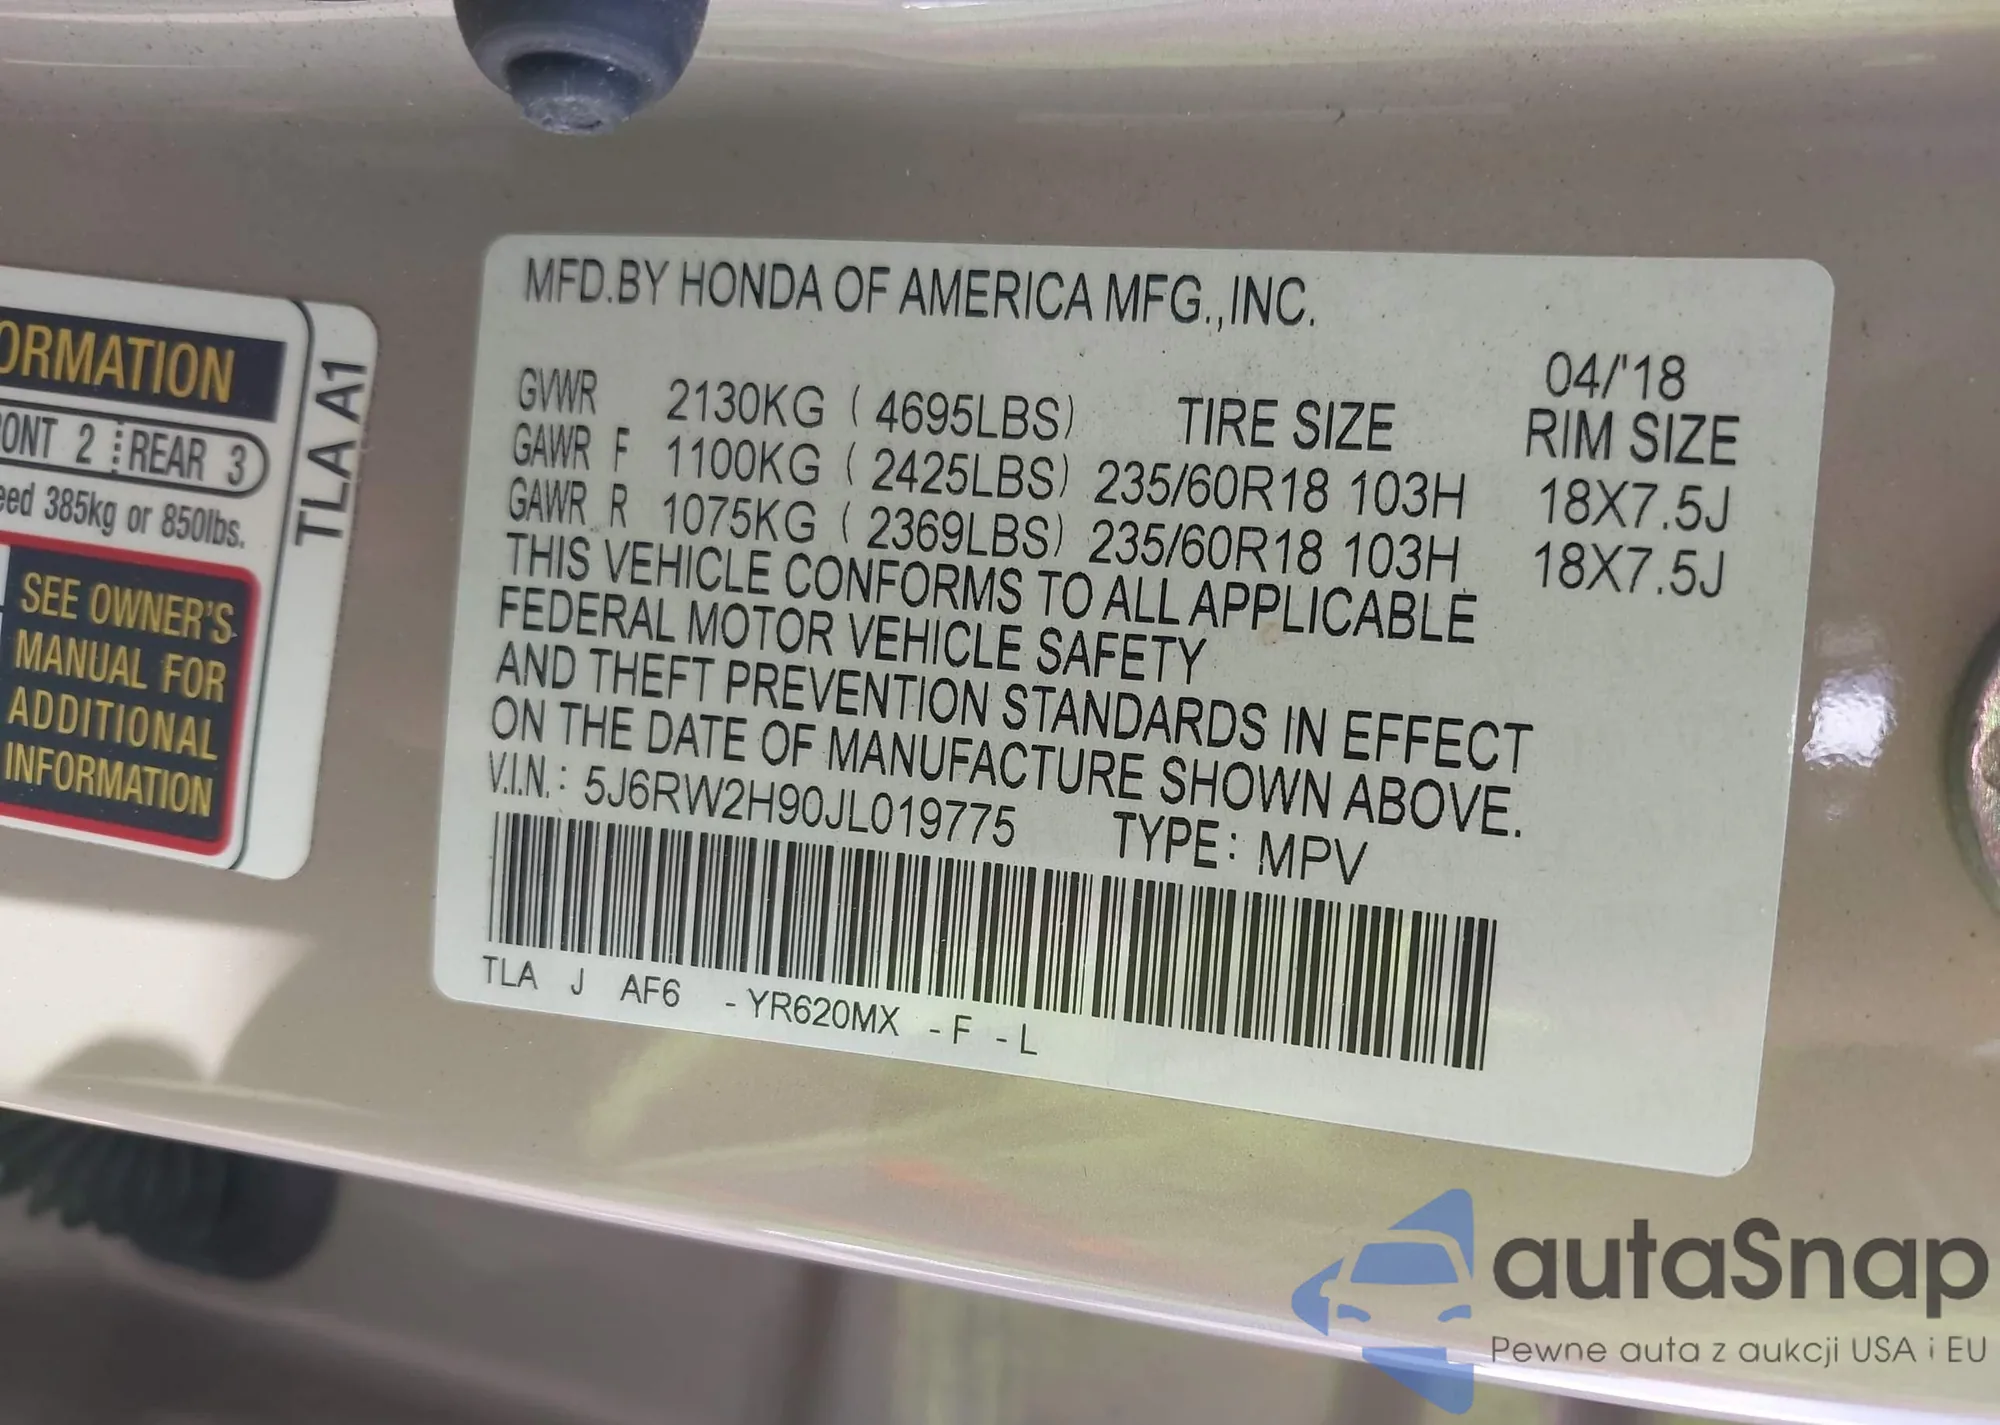 MFD.BY HONDA OF AMERICA MFG.,INC.
04/'18
GVWR 2130KG ( 4695LBS) TIRE SIZE RIM SIZE
GAWR F 1100KG ( 2425LBS) 235/60R18 103H 18X7.5J
GAWR R 1075KG ( 2369LBS) 235/60R18 103H 18X7.5J
THIS VEHICLE CONFORMS TO ALL APPLICABLE
FEDERAL MOTOR VEHICLE SAFETY
AND THEFT PREVENTION STANDARDS IN EFFECT
ON THE DATE OF MANUFACTURE SHOWN ABOVE.
V.I.N.: 5J6RW2H90JL019775 TYPE: MPV
TLA J AF6 -YR620MX -F -L
ORMATION
ONT 2 REAR 3
eed 385kg or 850lbs.
SEE OWNER'S
MANUAL FOR
ADDITIONAL
INFORMATION
TLA A1
autaSnap
Pewne auta z aukcji USA i EU